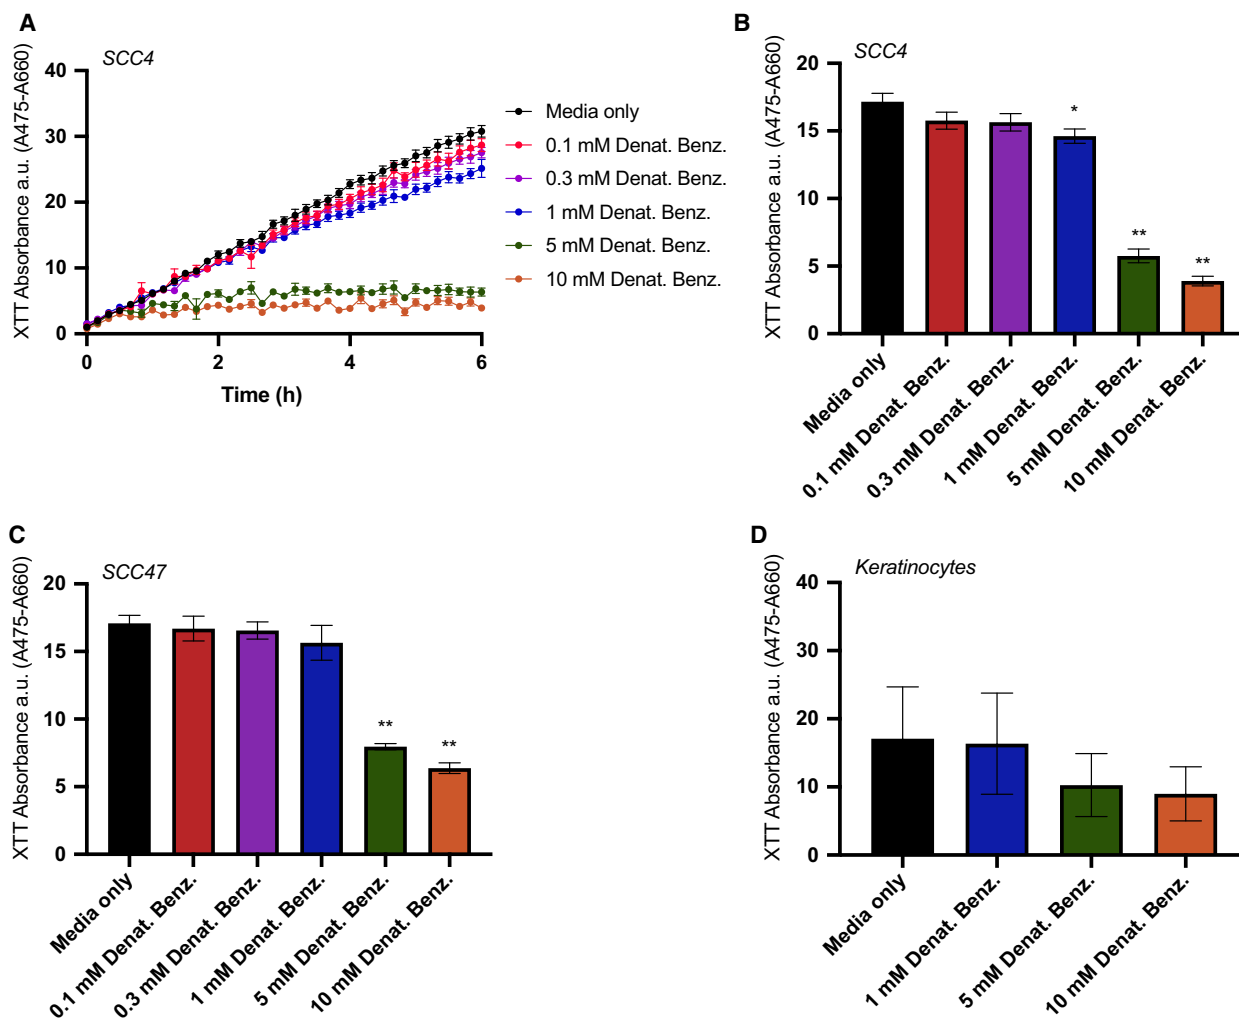 A
SCC4
XTT Absorbance a.u. (A475-A660)
40
30
20
10
0
0
2
4
6
Time (h)
Media only
0.1 mM Denat. Benz.
0.3 mM Denat. Benz.
1 mM Denat. Benz.
5 mM Denat. Benz.
10 mM Denat. Benz.
B
SCC4
XTT Absorbance a.u. (A475-A660)
20
15
10
5
0
*
**
**
Media only
0.1 mM Denat. Benz.
0.3 mM Denat. Benz.
1 mM Denat. Benz.
5 mM Denat. Benz.
10 mM Denat. Benz.
C
SCC47
XTT Absorbance a.u. (A475-A660)
20
15
10
5
0
**
**
Media only
0.1 mM Denat. Benz.
0.3 mM Denat. Benz.
1 mM Denat. Benz.
5 mM Denat. Benz.
10 mM Denat. Benz.
D
Keratinocytes
XTT Absorbance a.u. (A475-A660)
40
30
20
10
0
Media only
1 mM Denat. Benz.
5 mM Denat. Benz.
10 mM Denat. Benz.